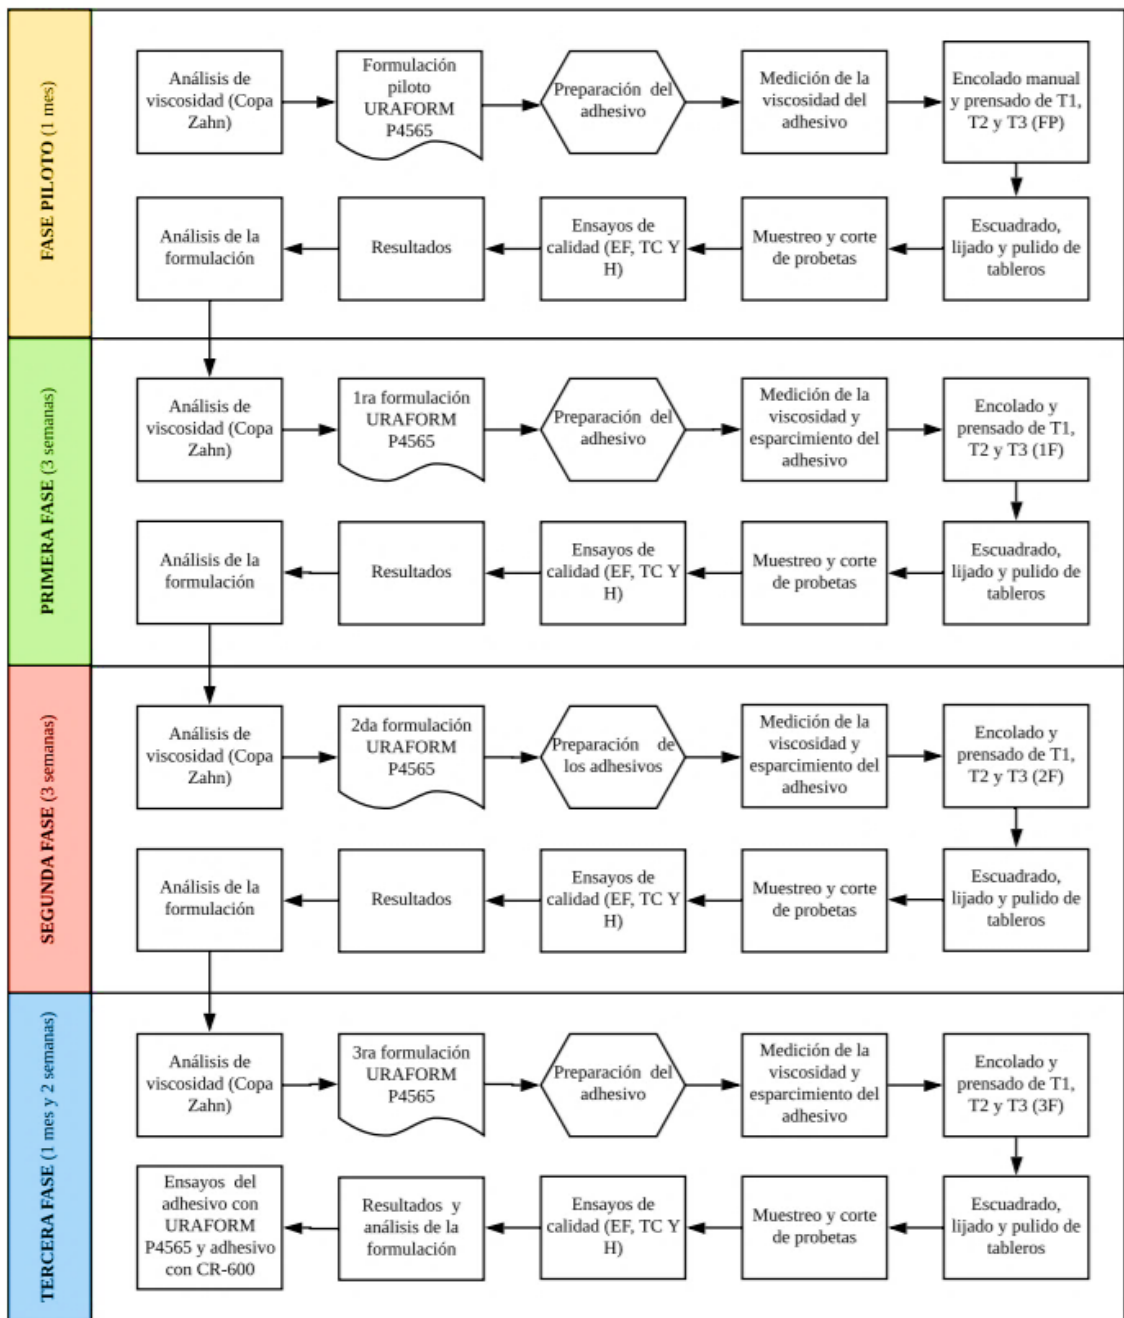 FASE PILOTO (1 mes)
Análisis de
viscosidad (Copa
Zahn)
Formulación
piloto
URAFORM
P4565
Preparación del
adhesivo
Medición de la
viscosidad del
adhesivo
Encolado manual
y prensado de T1,
T2 y T3 (FP)
Escuadrado,
lijado y pulido de
tableros
Muestreo y corte
de probetas
Ensayos de
calidad (EF, TC Y
H)
Resultados
Análisis de la
formulación
PRIMERA FASE (3 semanas)
Análisis de
viscosidad (Copa
Zahn)
1ra formulación
URAFORM
P4565
Preparación del
adhesivo
Medición de la
viscosidad y
esparcimiento del
adhesivo
Encolado y
prensado de T1,
T2 y T3 (1F)
Escuadrado,
lijado y pulido de
tableros
Muestreo y corte
de probetas
Ensayos de
calidad (EF, TC Y
H)
Resultados
Análisis de la
formulación
SEGUNDA FASE (3 semanas)
Análisis de
viscosidad (Copa
Zahn)
2da formulación
URAFORM
P4565
Preparación de
los adhesivos
Medición de la
viscosidad y
esparcimiento del
adhesivo
Encolado y
prensado de T1,
T2 y T3 (2F)
Escuadrado,
lijado y pulido de
tableros
Muestreo y corte
de probetas
Ensayos de
calidad (EF, TC Y
H)
Resultados
Análisis de la
formulación
TERCERA FASE (1 mes y 2 semanas)
Análisis de
viscosidad (Copa
Zahn)
3ra formulación
URAFORM
P4565
Preparación del
adhesivo
Medición de la
viscosidad y
esparcimiento del
adhesivo
Encolado y
prensado de T1,
T2 y T3 (3F)
Escuadrado,
lijado y pulido de
tableros
Muestreo y corte
de probetas
Ensayos de
calidad (EF, TC Y
H)
Resultados y
análisis de la
formulación
Ensayos del
adhesivo con
URAFORM
P4565 y adhesivo
con CR-600